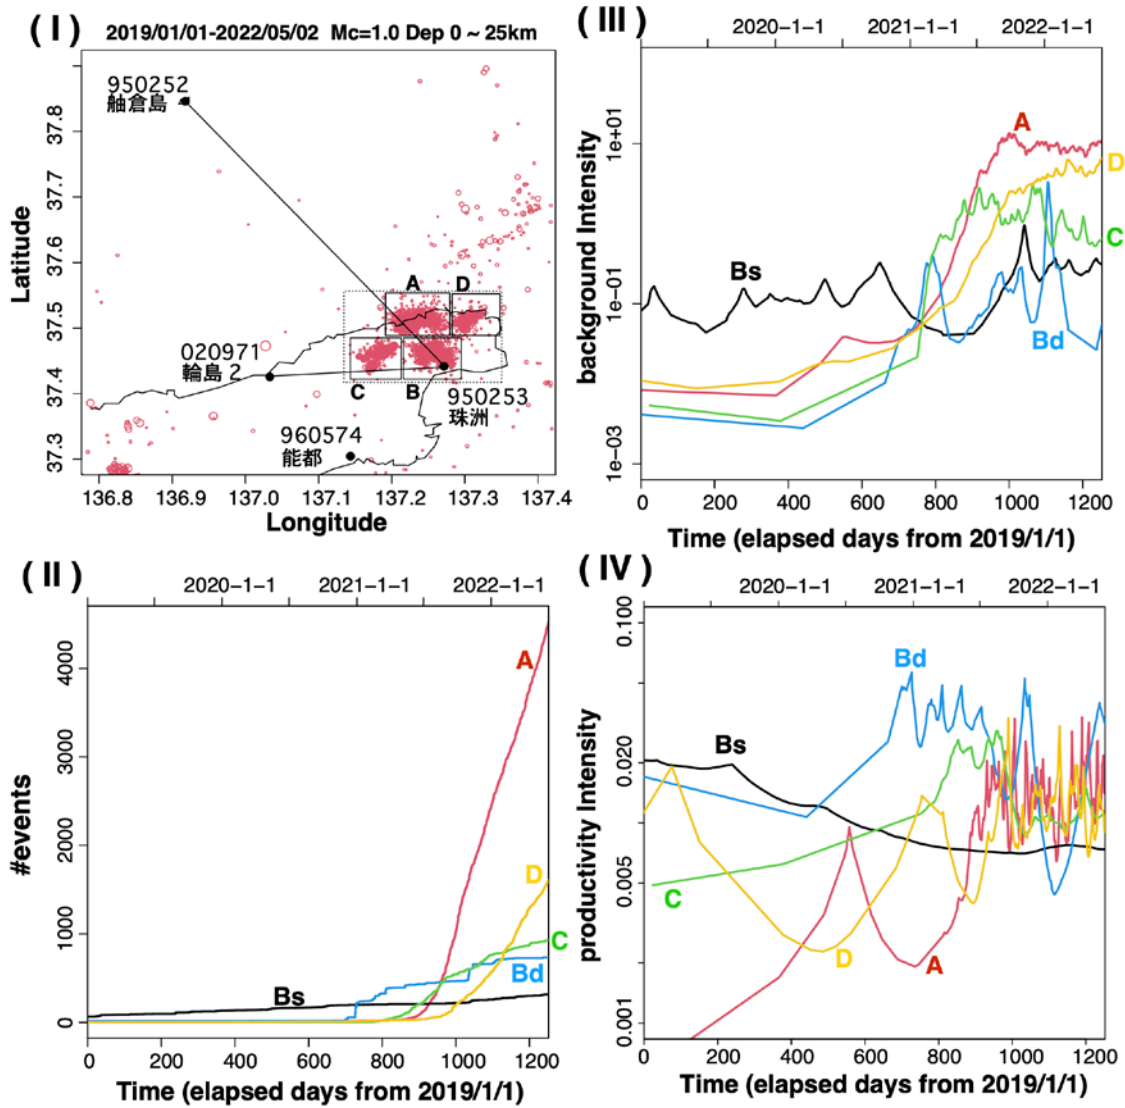 ( I )
2019/01/01-2022/05/02 Mc=1.0 Dep 0 ~ 25km
Latitude
37.8
37.7
37.6
37.5
37.4
37.3
950252
舳倉島
A
D
020971
輪島 2
C
B
950253
珠洲
960574
能都
136.8
136.9
137.0
137.1
137.2
137.3
137.4
Longitude
( III )
2020-1-1
2021-1-1
2022-1-1
background Intensity
1e+01
1e-01
1e-03
A
D
C
Bs
Bd
0
200
400
600
800
1000
1200
Time (elapsed days from 2019/1/1)
( II )
2020-1-1
2021-1-1
2022-1-1
#events
4000
3000
2000
1000
0
A
D
C
Bd
Bs
0
200
400
600
800
1000
1200
Time (elapsed days from 2019/1/1)
( IV )
2020-1-1
2021-1-1
2022-1-1
productivity Intensity
0.100
0.020
0.005
0.001
Bd
Bs
C
D
A
0
200
400
600
800
1000
1200
Time (elapsed days from 2019/1/1)